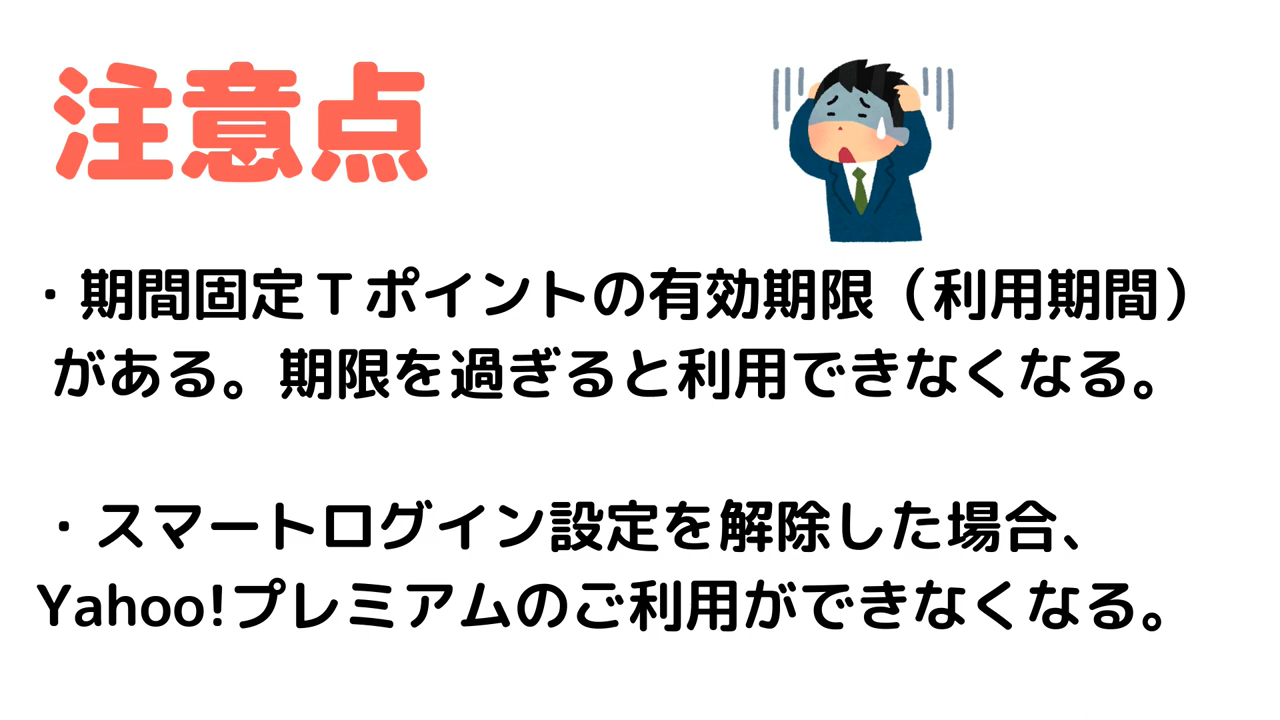 注意点
・期間固定Tポイントの有効期限（利用期間）
がある。期限を過ぎると利用できなくなる。
・スマートログイン設定を解除した場合、
Yahoo!プレミアムのご利用ができなくなる。